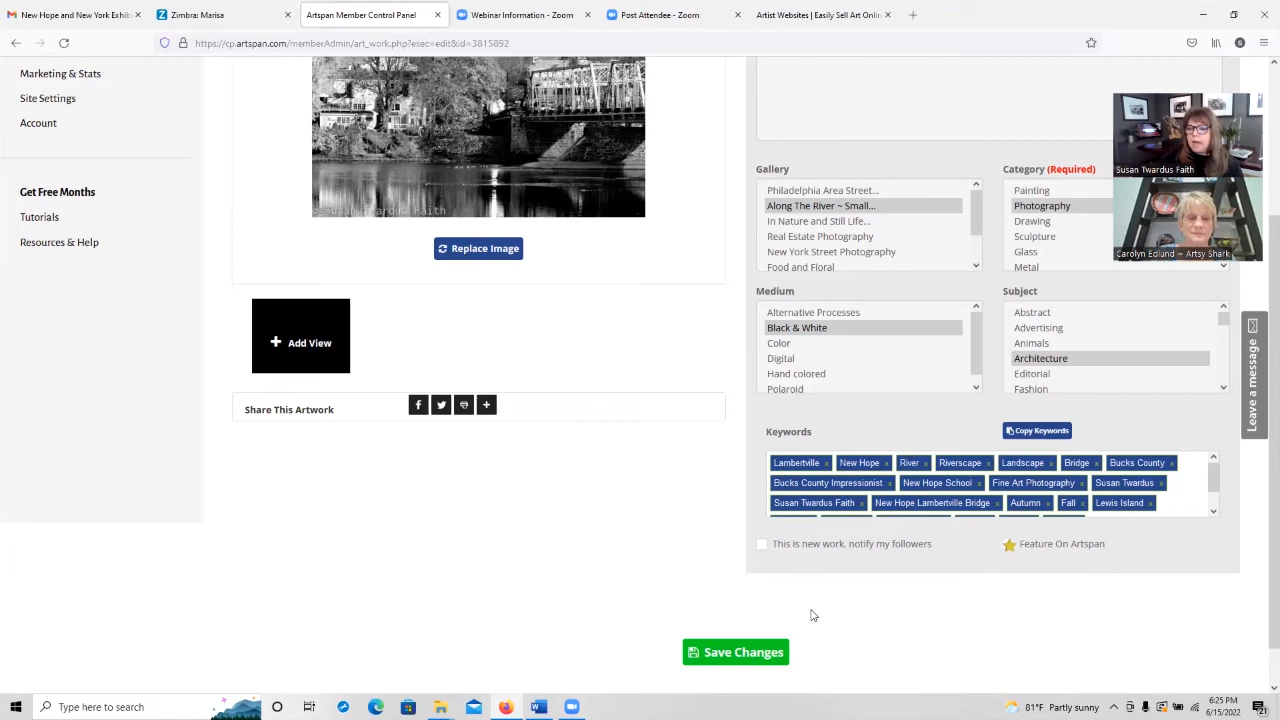 New Hope and New York Exhib
Zimbra: Marisa
Artspan Member Control Panel
Webinar Information - Zoom
Post Attendee - Zoom
Artist Websites | Easily Sell Art Onlin
https://cp.artspan.com/memberAdmin/art_work.php?exec=edit&id=3815892
Marketing & Stats
Site Settings
Account
Get Free Months
Tutorials
Resources & Help
Susan Twardus Faith
Replace Image
Add View
Share This Artwork
Gallery
Philadelphia Area Street...
Along The River ~ Small...
In Nature and Still Life...
Real Estate Photography
New York Street Photography
Food and Floral
Category (Required)
Painting
Photography
Drawing
Sculpture
Glass
Metal
Susan Twardus Faith
Carolyn Edlund ~ Artsy Shark
Medium
Alternative Processes
Black & White
Color
Digital
Hand colored
Polaroid
Subject
Abstract
Advertising
Animals
Architecture
Editorial
Fashion
Leave a message
Keywords
Copy Keywords
Lambertville x New Hope x River x Riverscape x Landscape x Bridge x Bucks County x
Bucks County Impressionist x New Hope School x Fine Art Photography x Susan Twardus x
Susan Twardus Faith x New Hope Lambertville Bridge x Autumn x Fall x Lewis Island x
This is new work, notify my followers
Feature On Artspan
Save Changes
Type here to search
81°F Partly sunny
6:25 PM
6/15/2022
21